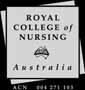 ROYAL
COLLEGE of
NURSING
Australia
ACN 004 271 103